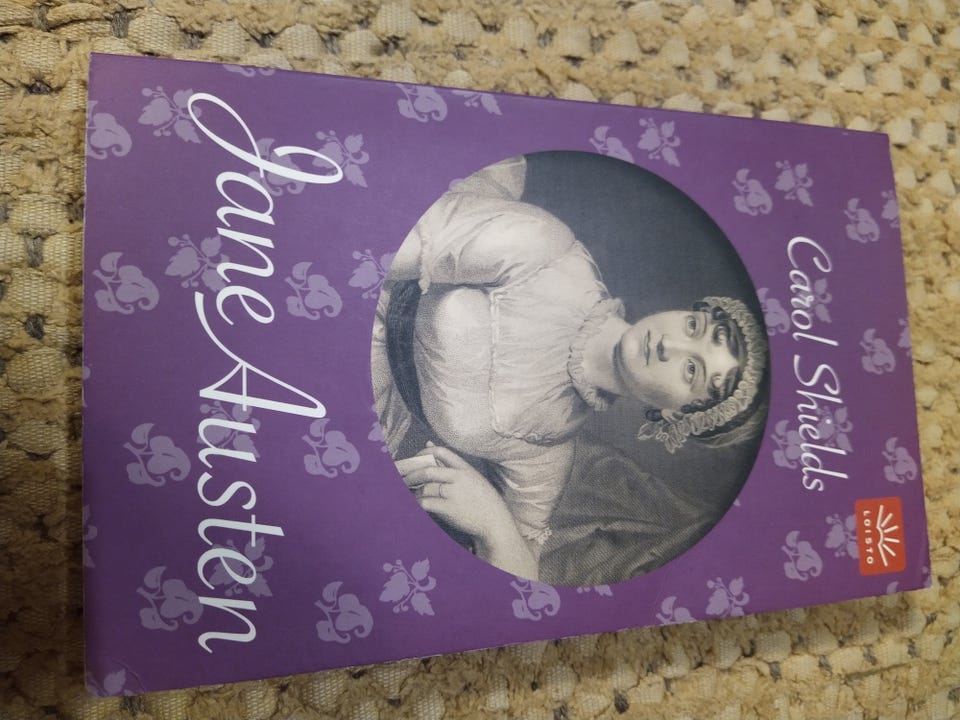 Carol Shields
LOISTO
Jane Austen